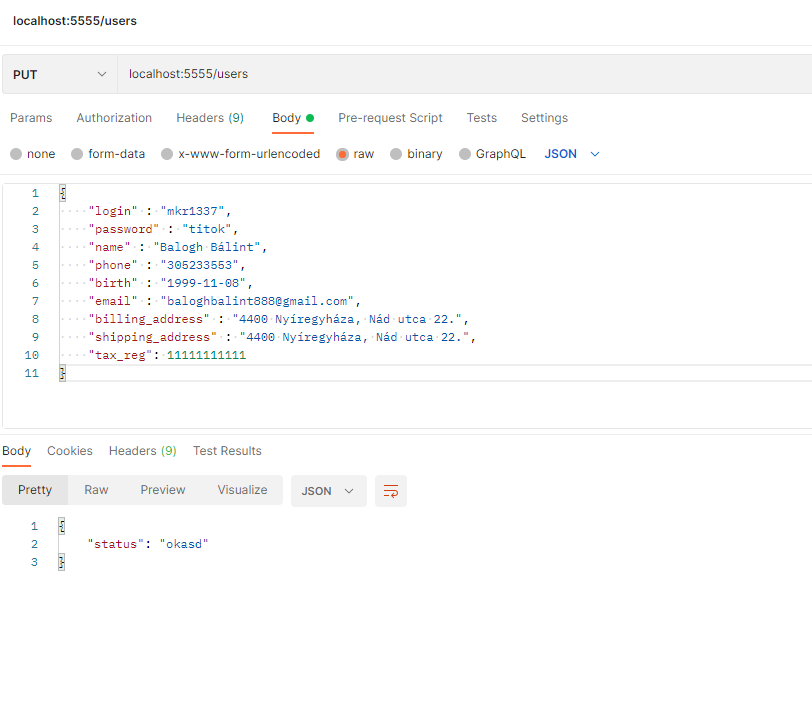 localhost:5555/users
PUT localhost:5555/users
Params Authorization Headers (9) Body Pre-request Script Tests Settings
none form-data x-www-form-urlencoded raw binary GraphQL JSON
1 {
2 "login" : "mkr1337",
3 "password" : "titok",
4 "name" : "Balogh Bálint",
5 "phone" : "305233553",
6 "birth" : "1999-11-08",
7 "email" : "baloghbalint888@gmail.com",
8 "billing_address" : "4400 Nyíregyháza, Nád utca 22.",
9 "shipping_address" : "4400 Nyíregyháza, Nád utca 22.",
10 "tax_reg": 11111111111
11 }
Body Cookies Headers (9) Test Results
Pretty Raw Preview Visualize JSON
1 {
2 "status": "okasd"
3 }